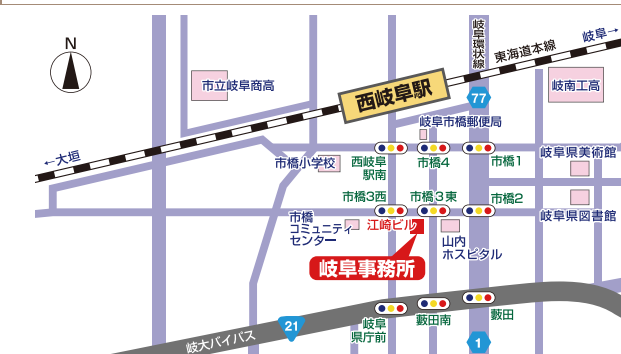 N
岐阜環状線
東海道本線
岐阜→
市立岐阜商高
西岐阜駅
77
岐南工高
岐阜市橋郵便局
←大垣
市橋小学校
西岐阜
駅南
市橋4
市橋1
岐阜県美術館
市橋3西
市橋3東
市橋2
市橋
コミュニティ
センター
江崎ビル
山内
ホスピタル
岐阜県図書館
岐阜事務所
岐大バイパス
21
岐阜
県庁前
藪田南
藪田
1